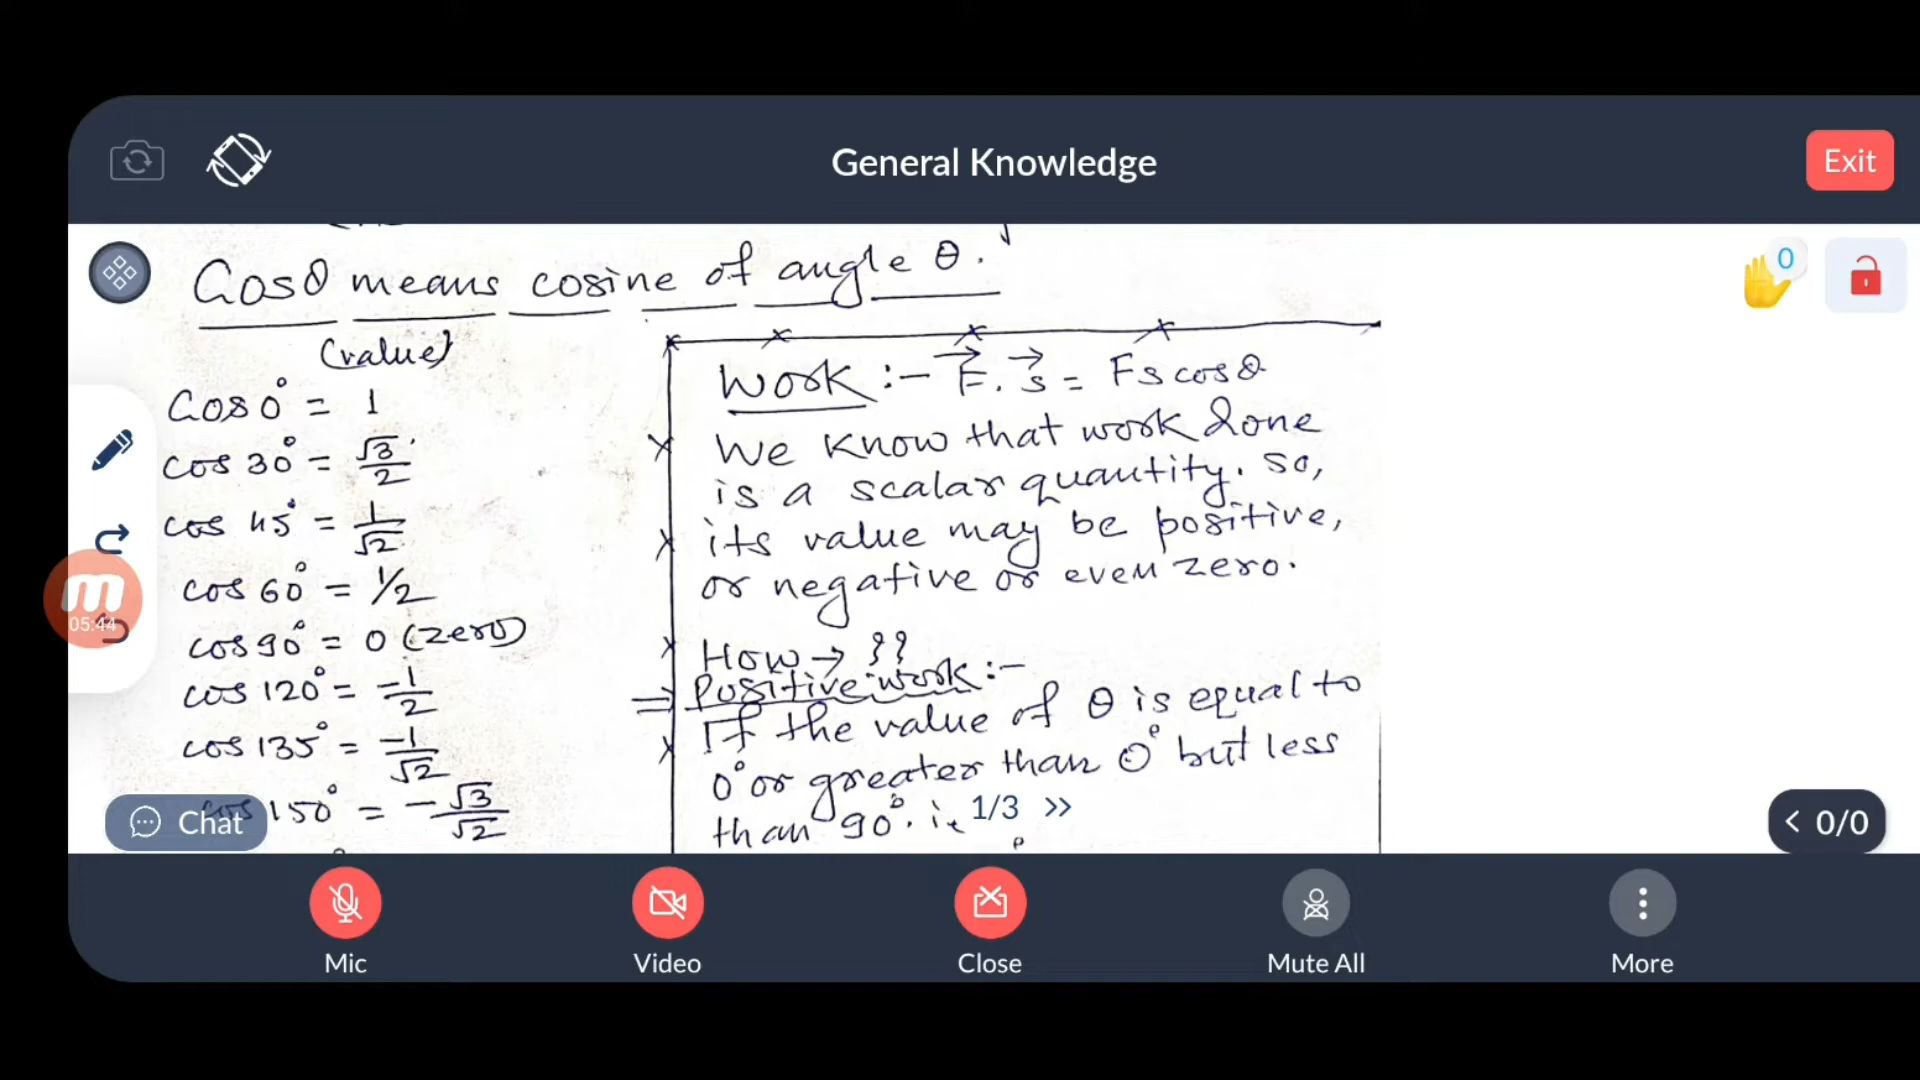 General Knowledge
Exit
Cosθ means cosine of angle θ.
0
(value)
Cos 0° = 1
cos 30° = √3/2
cos 45° = 1/√2
cos 60° = 1/2
cos 90° = 0 (zero)
cos 120° = -1/2
cos 135° = -1/√2
cos 150° = -√3/√2
Work :- F⃗. s⃗ = Fs cosθ
We know that work done
is a scalar quantity. So,
its value may be positive,
or negative or even zero.
How → ??
⇒ Positive work :-
If the value of θ is equal to
0° or greater than 0° but less
than 90°. ie
1/3 >>
m
05:44
Chat
< 0/0
Mic
Video
Close
Mute All
More